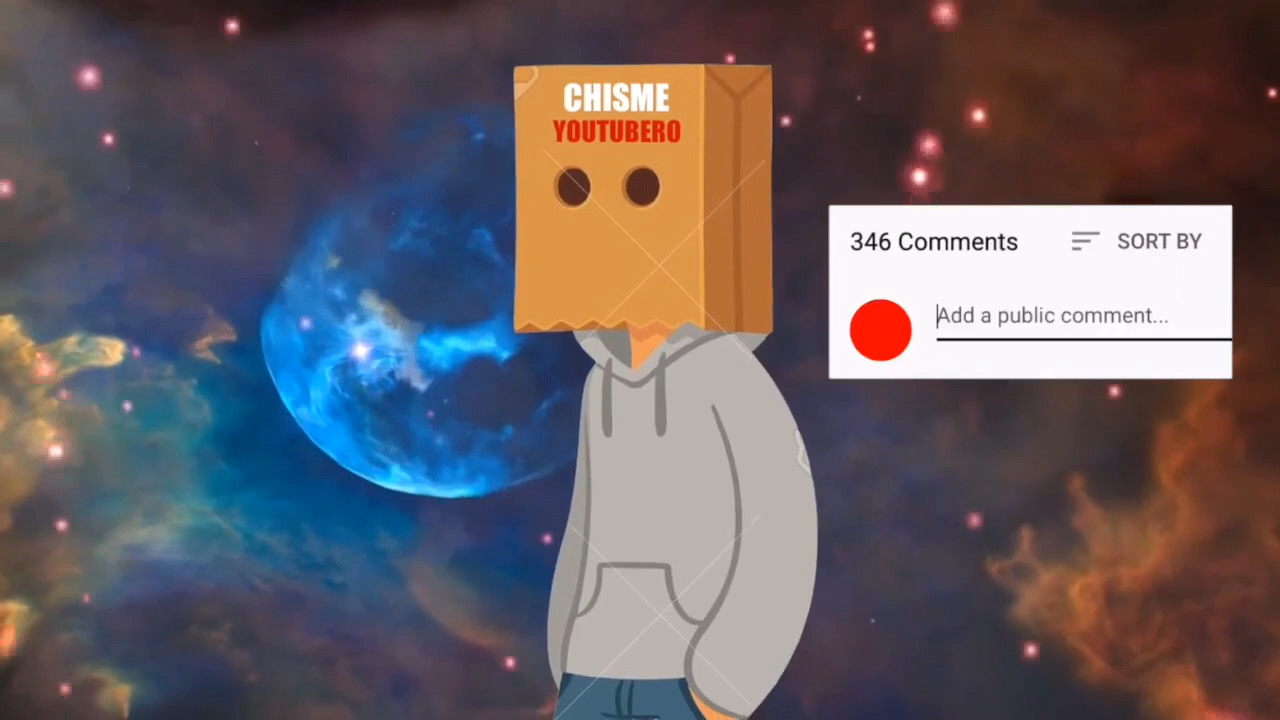 CHISME
YOUTUBERO
346 Comments
SORT BY
Add a public comment...